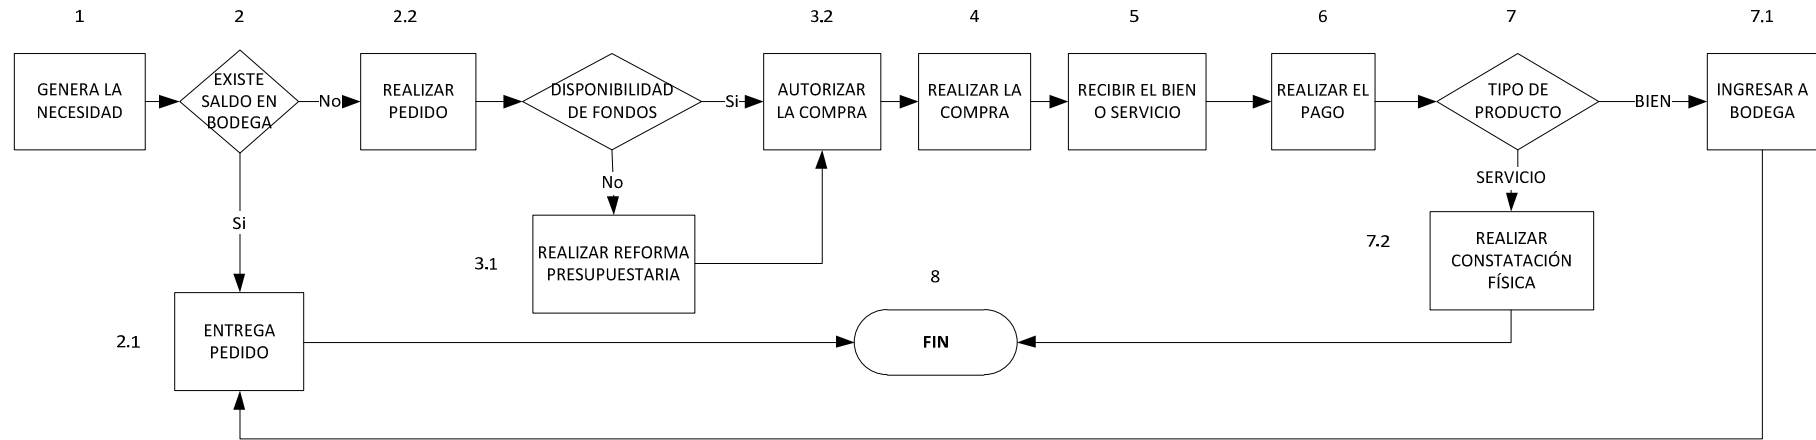 1
2
2.2
3.2
4
5
6
7
7.1
GENERA LA
NECESIDAD
EXISTE
SALDO EN
BODEGA
No
REALIZAR
PEDIDO
DISPONIBILIDAD
DE FONDOS
Si
AUTORIZAR
LA COMPRA
REALIZAR LA
COMPRA
RECIBIR EL BIEN
O SERVICIO
REALIZAR EL
PAGO
TIPO DE
PRODUCTO
BIEN
INGRESAR A
BODEGA
No
SERVICIO
Si
3.1
REALIZAR REFORMA
PRESUPUESTARIA
7.2
REALIZAR
CONSTATACIÓN
FÍSICA
8
2.1
ENTREGA
PEDIDO
FIN